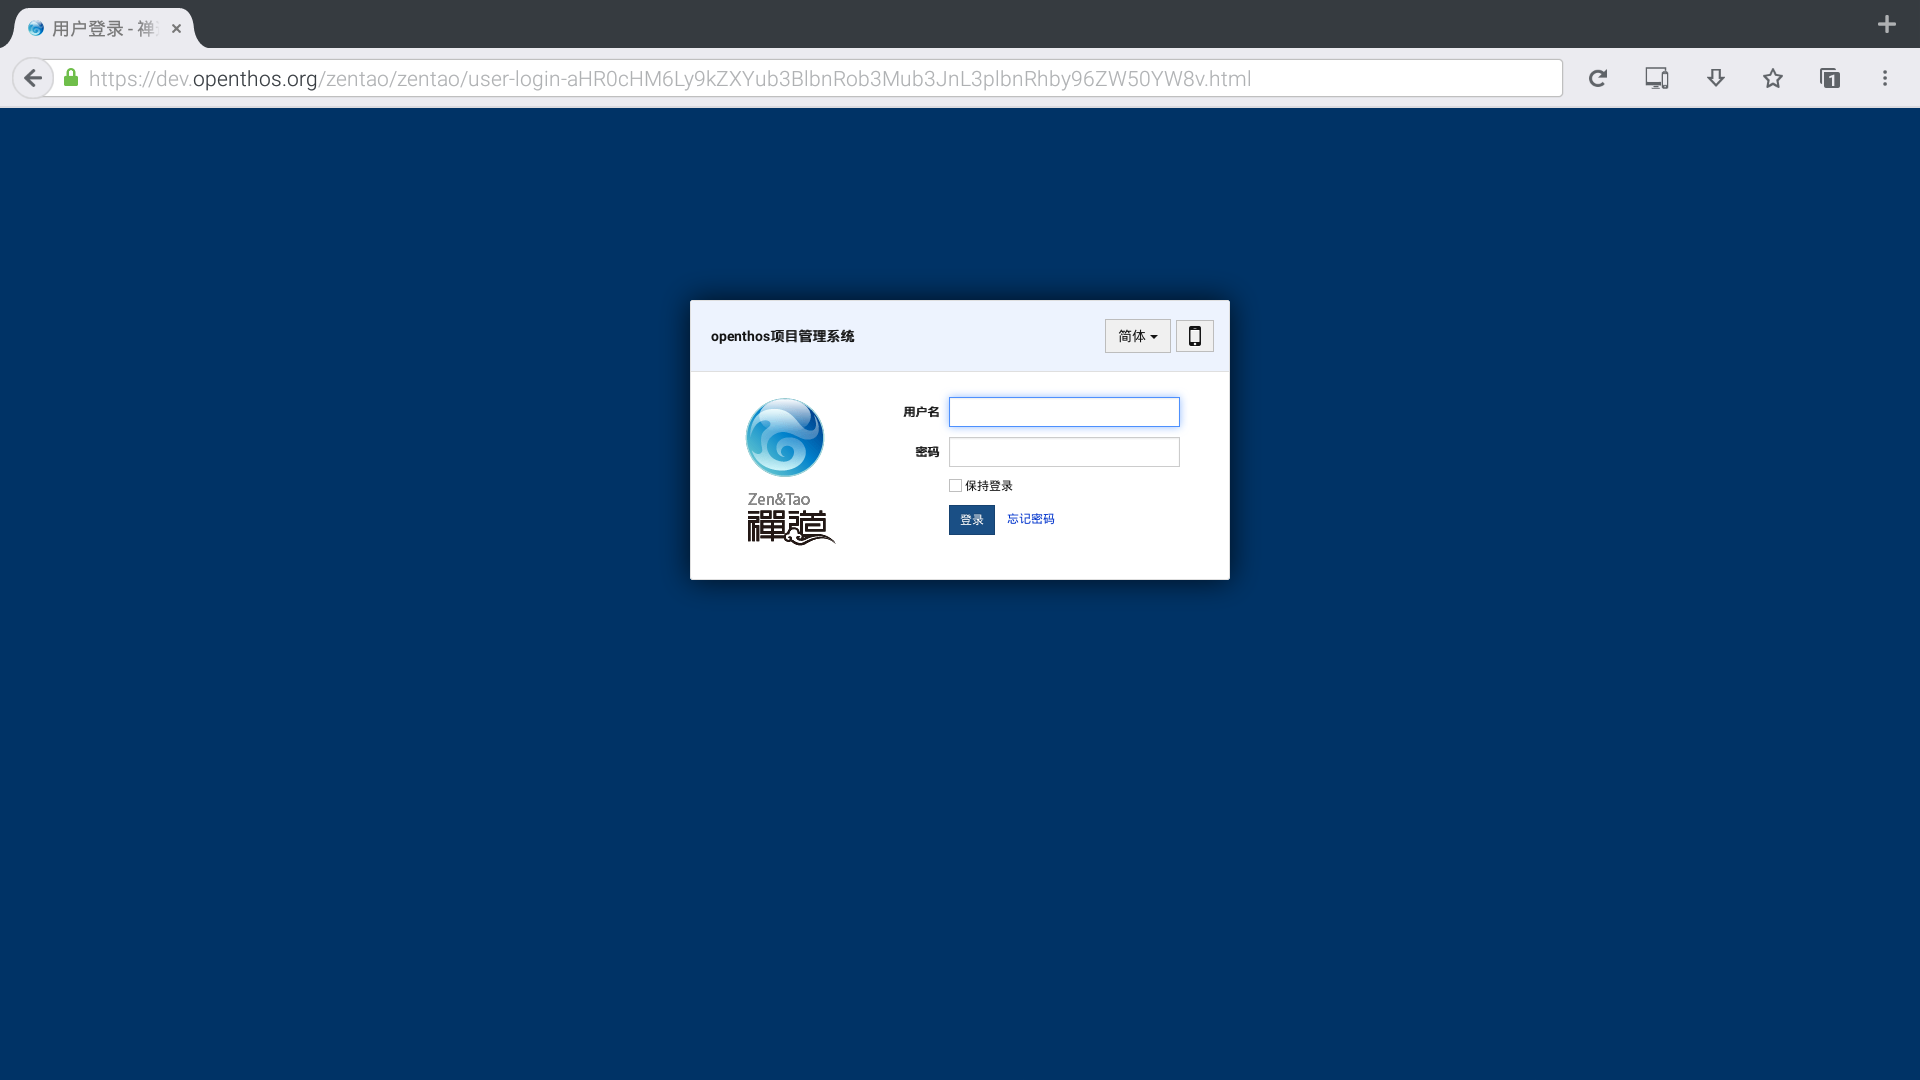 用户登录 - 禅
https://dev.openthos.org/zentao/zentao/user-login-aHR0cHM6Ly9kZXYub3BlbnRob3Mub3JnL3plbnRhby96ZW50YW8v.html
1
openthos项目管理系统
简体
用户名
密码
保持登录
登录 忘记密码
Zen&Tao
禪道